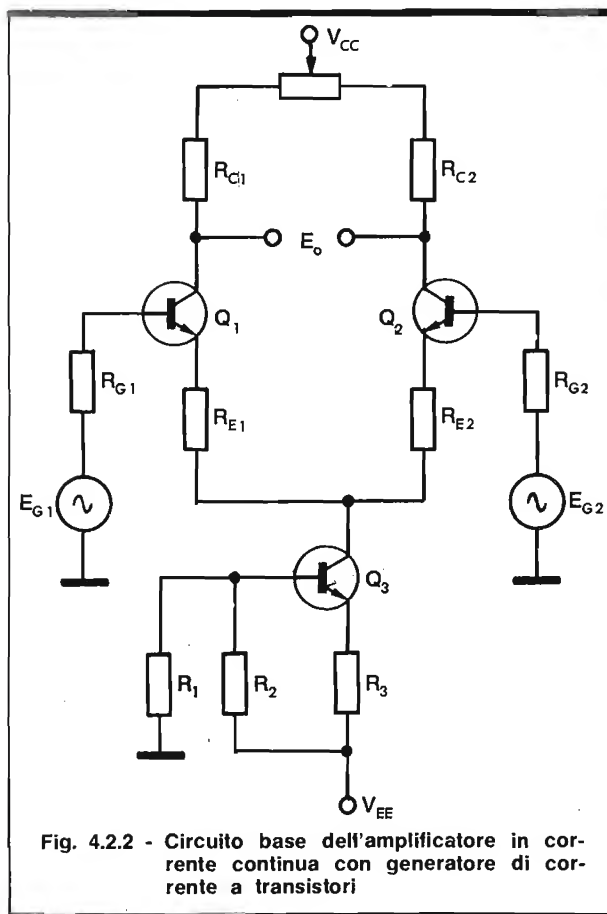 V_CC
R_C1
R_C2
E_o
Q_1
Q_2
R_G1
R_G2
R_E1
R_E2
E_G1
E_G2
Q_3
R_1
R_2
R_3
V_EE
Fig. 4.2.2 - Circuito base dell'amplificatore in cor-
rente continua con generatore di cor-
rente a transistori